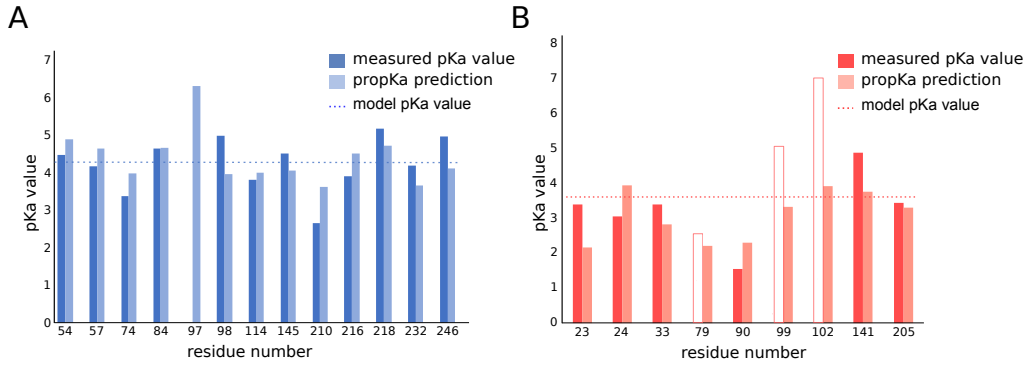 A
7
6
5
4
3
2
1
0
pKa value
measured pKa value
propKa prediction
model pKa value
54 57 74 84 97 98 114 145 210 216 218 232 246
residue number
B
8
7
6
5
4
3
2
1
0
pKa value
measured pKa value
propKa prediction
model pKa value
23 24 33 79 90 99 102 141 205
residue number